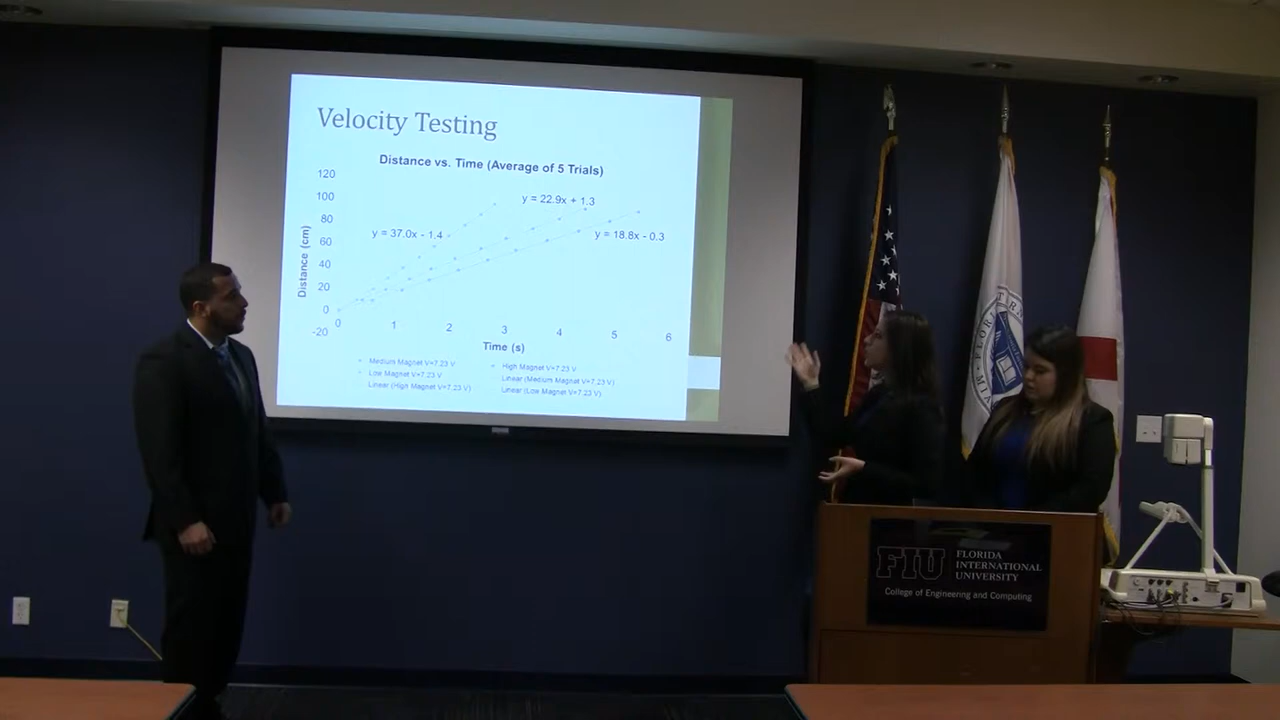 Velocity Testing
Distance vs. Time (Average of 5 Trials)
120
100
80
60
40
20
0
-20
Distance (cm)
y = 22.9x + 1.3
y = 37.0x - 1.4
y = 18.8x - 0.3
0 1 2 3 4 5 6
Time (s)
Medium Magnet V=7.23 V
High Magnet V=7.23 V
Low Magnet V=7.23 V
Linear (Medium Magnet V=7.23 V)
Linear (High Magnet V=7.23 V)
Linear (Low Magnet V=7.23 V)
FIU
FLORIDA
INTERNATIONAL
UNIVERSITY
College of Engineering and Computing